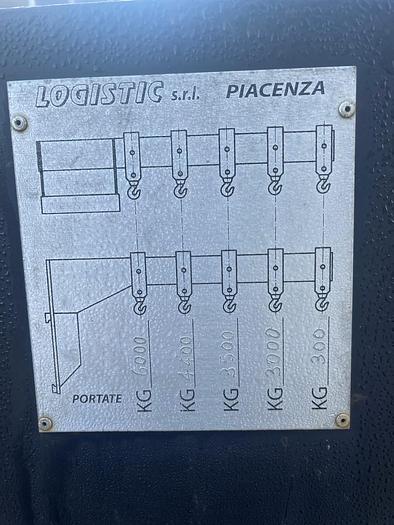 LOGISTIC s.r.l. PIACENZA
PORTATE
KG 6000
KG
KG 3500
KG 3000
KG 300